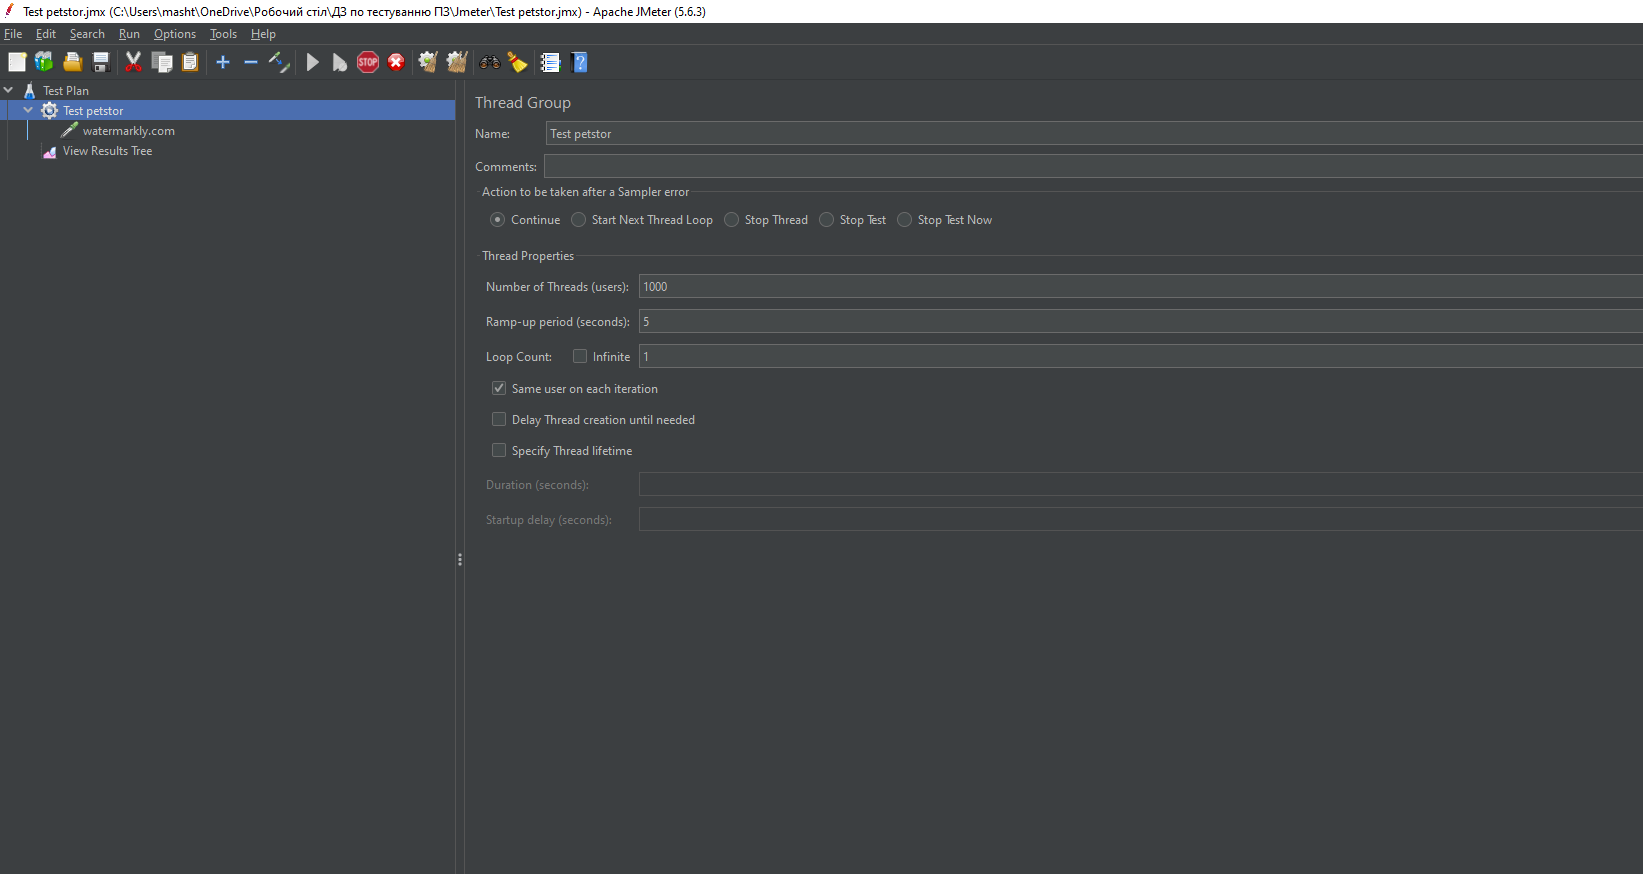 Test petstor.jmx (C:\Users\masht\OneDrive\Робочий стіл\ДЗ по тестуванню ПЗ\Jmeter\Test petstor.jmx) - Apache JMeter (5.6.3)
File Edit Search Run Options Tools Help
STOP
Test Plan
Test petstor
watermarkly.com
View Results Tree
Thread Group
Name: Test petstor
Comments:
Action to be taken after a Sampler error
Continue Start Next Thread Loop Stop Thread Stop Test Stop Test Now
Thread Properties
Number of Threads (users): 1000
Ramp-up period (seconds): 5
Loop Count: Infinite 1
Same user on each iteration
Delay Thread creation until needed
Specify Thread lifetime
Duration (seconds):
Startup delay (seconds):